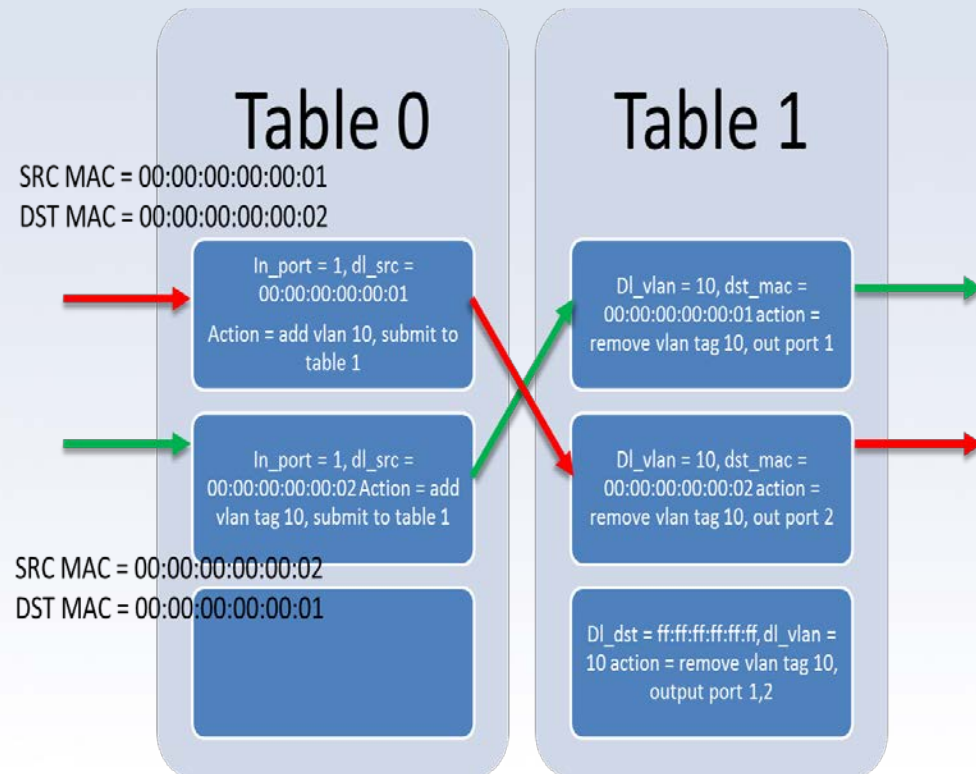 Table 0
SRC MAC = 00:00:00:00:00:01
DST MAC = 00:00:00:00:00:02
In_port = 1, dl_src =
00:00:00:00:00:01
Action = add vlan 10, submit to
table 1
In_port = 1, dl_src =
00:00:00:00:00:02 Action = add
vlan tag 10, submit to table 1
SRC MAC = 00:00:00:00:00:02
DST MAC = 00:00:00:00:00:01
Table 1
Dl_vlan = 10, dst_mac =
00:00:00:00:00:01 action =
remove vlan tag 10, out port 1
Dl_vlan = 10, dst_mac =
00:00:00:00:00:02 action =
remove vlan tag 10, out port 2
Dl_dst = ff:ff:ff:ff:ff:ff, dl_vlan =
10 action = remove vlan tag 10,
output port 1,2